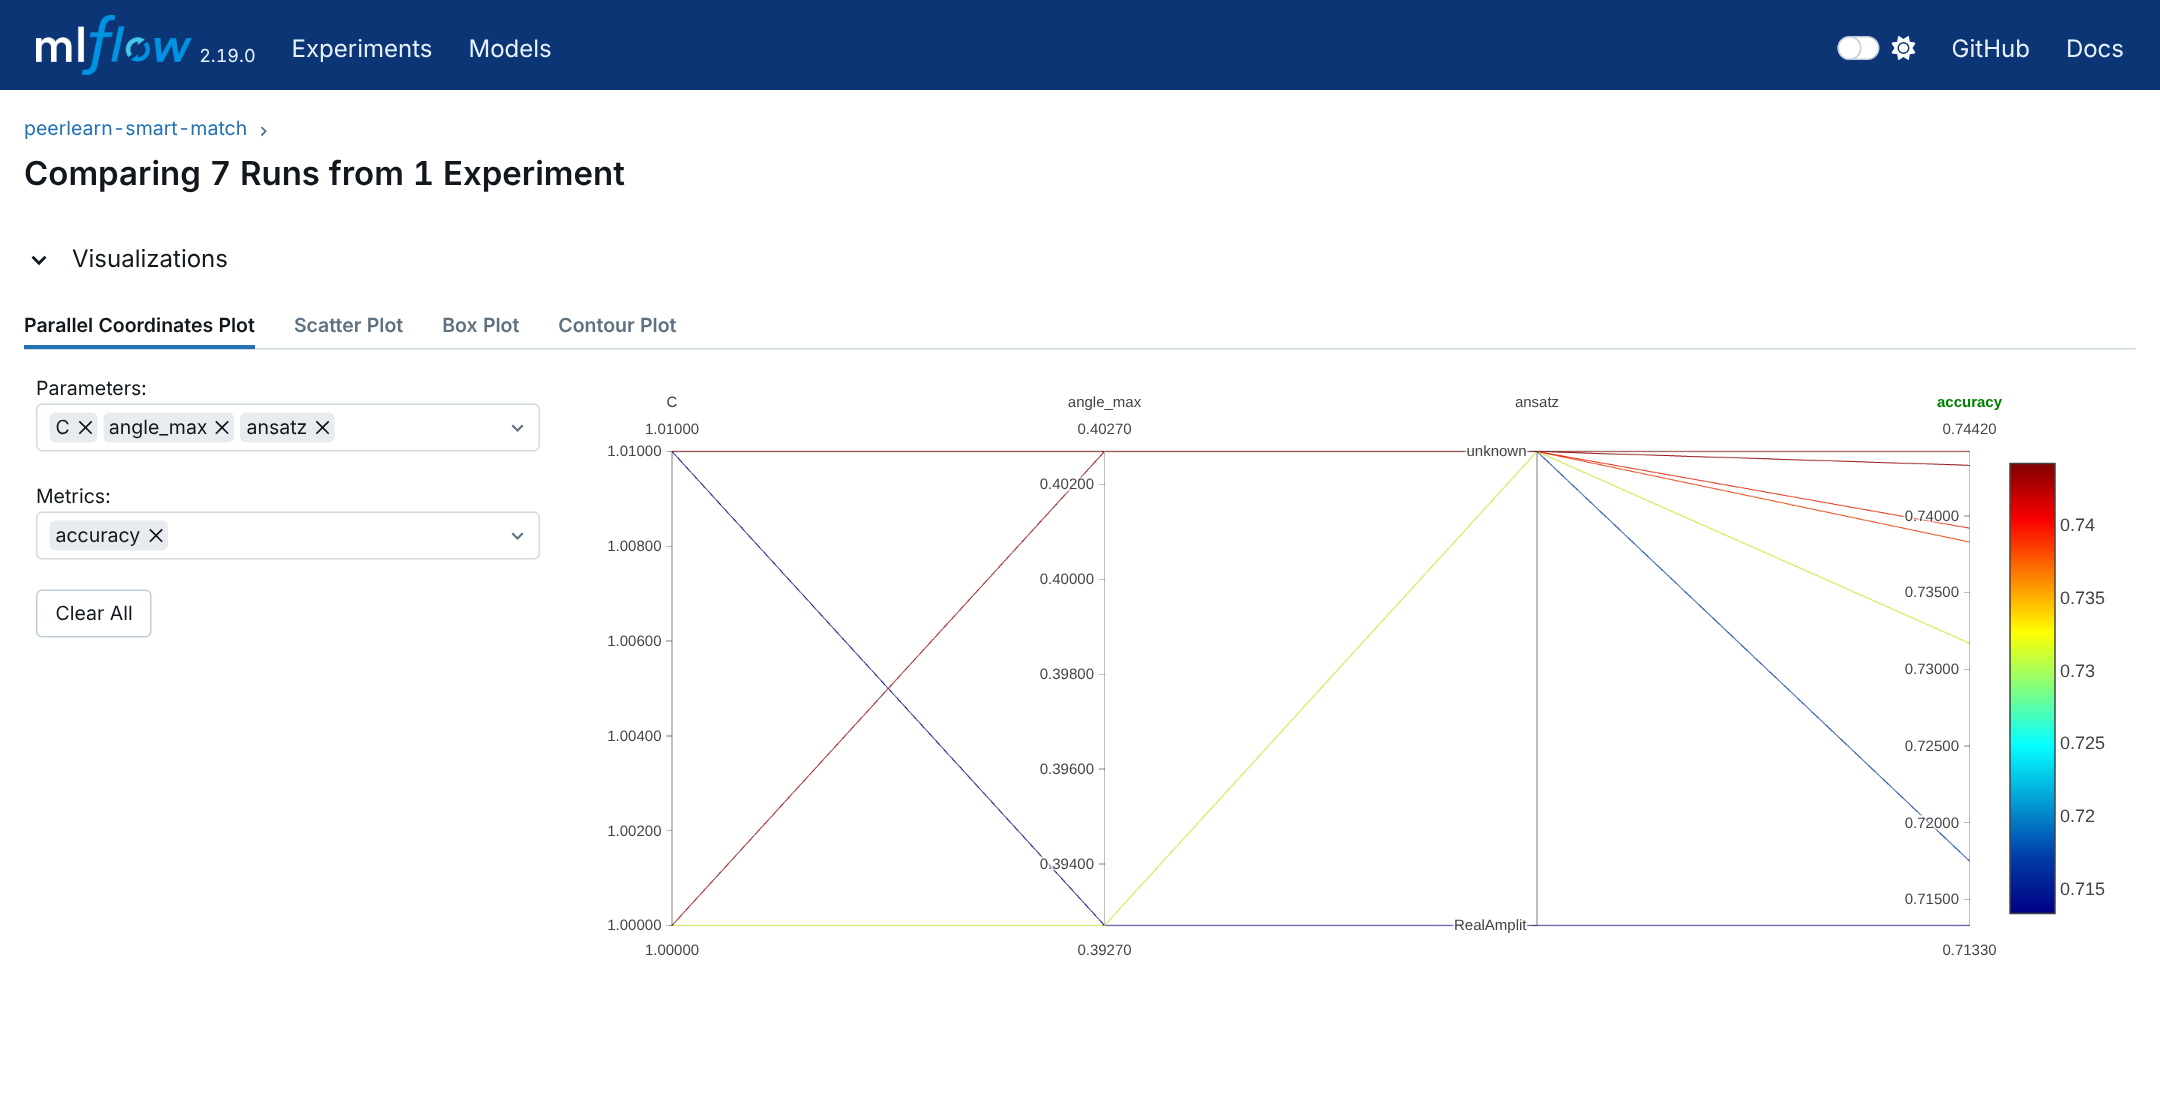 mlflow 2.19.0 Experiments Models GitHub Docs
peerlearn-smart-match ›
Comparing 7 Runs from 1 Experiment
Visualizations
Parallel Coordinates Plot Scatter Plot Box Plot Contour Plot
Parameters:
C × angle_max × ansatz ×
Metrics:
accuracy ×
Clear All
C angle_max ansatz accuracy
1.01000 0.40270 0.74420
1.01000
1.00800
1.00600
1.00400
1.00200
1.00000
1.00000
0.40200
0.40000
0.39800
0.39600
0.39400
0.39270
unknown
RealAmplit
0.74000
0.73500
0.73000
0.72500
0.72000
0.71500
0.71330
0.74
0.735
0.73
0.725
0.72
0.715